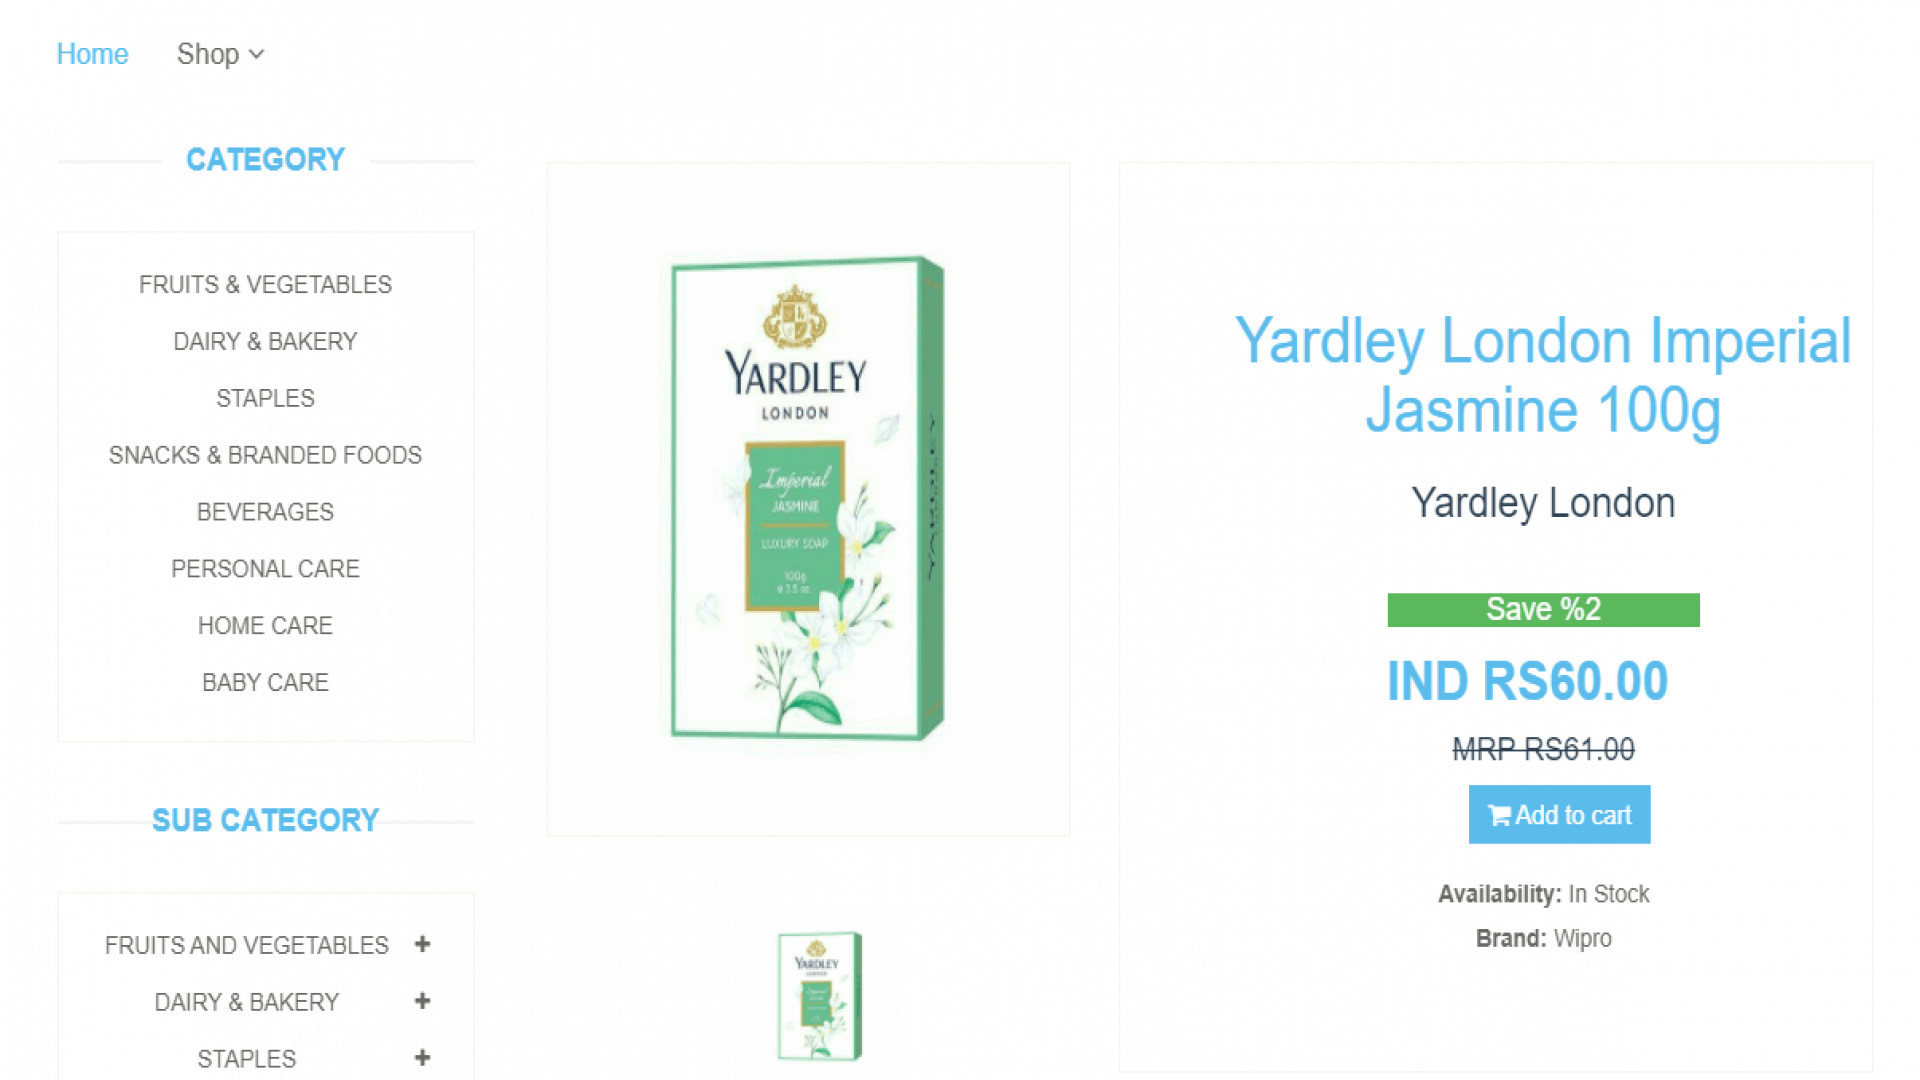 Home
Shop
CATEGORY
FRUITS & VEGETABLES
DAIRY & BAKERY
STAPLES
SNACKS & BRANDED FOODS
BEVERAGES
PERSONAL CARE
HOME CARE
BABY CARE
SUB CATEGORY
FRUITS AND VEGETABLES +
DAIRY & BAKERY +
STAPLES +
YARDLEY
LONDON
Imperial
JASMINE
LUXURY SOAP
100g
e 3.5 oz
YARDLEY
YARDLEY
LONDON
Imperial
Yardley London Imperial
Jasmine 100g
Yardley London
Save %2
IND RS60.00
MRP RS61.00
Add to cart
Availability: In Stock
Brand: Wipro